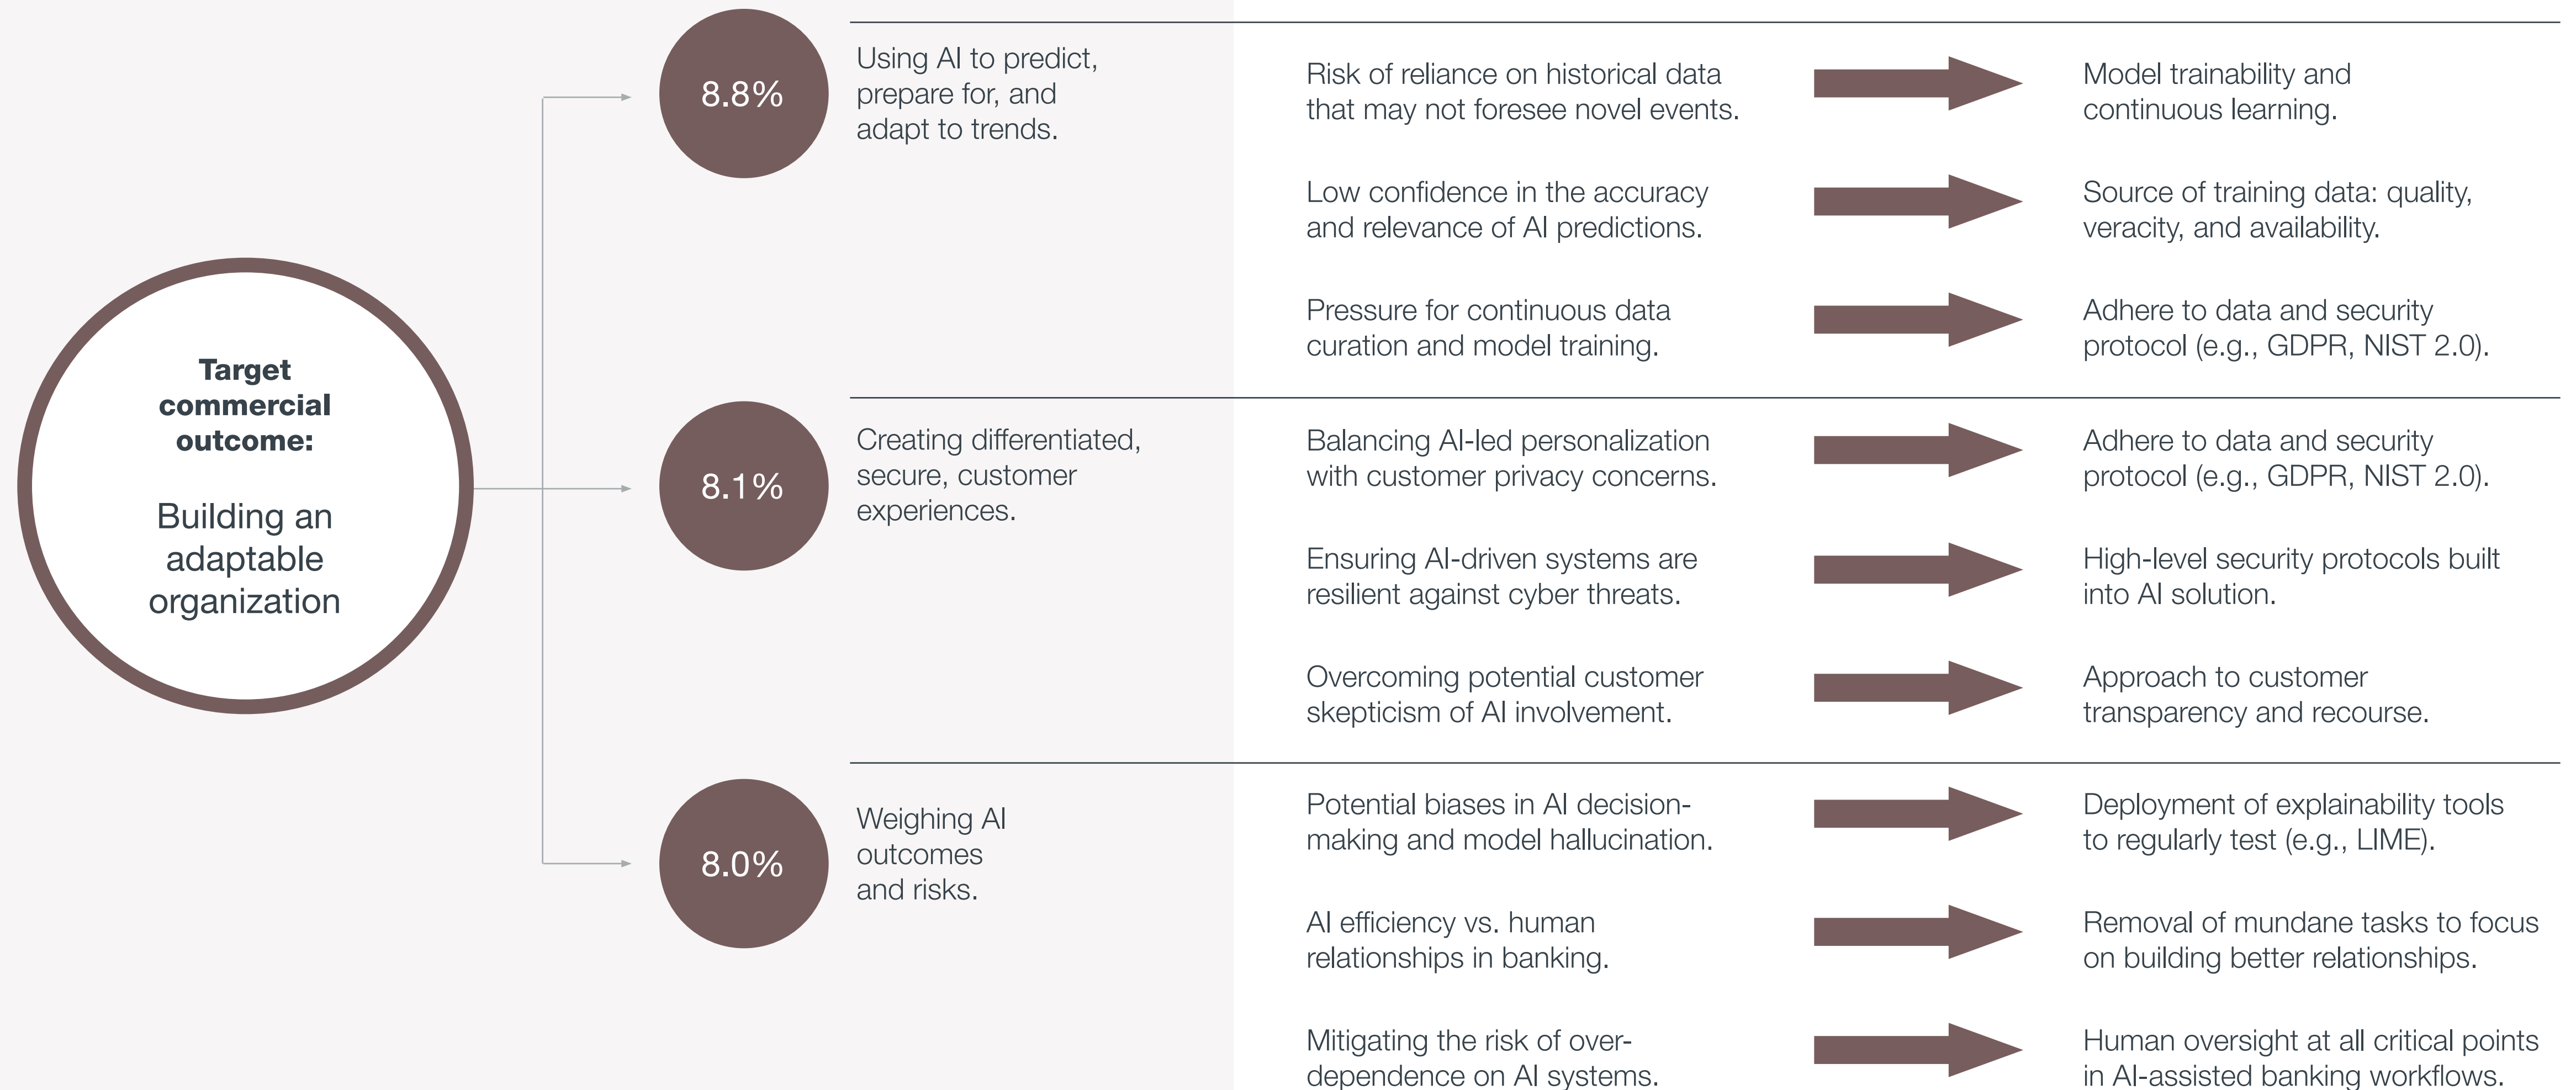 Target
commercial
outcome:
Building an
adaptable
organization
8.8%
Using AI to predict,
prepare for, and
adapt to trends.
Risk of reliance on historical data
that may not foresee novel events.
Model trainability and
continuous learning.
Low confidence in the accuracy
and relevance of AI predictions.
Source of training data: quality,
veracity, and availability.
Pressure for continuous data
curation and model training.
Adhere to data and security
protocol (e.g., GDPR, NIST 2.0).
8.1%
Creating differentiated,
secure, customer
experiences.
Balancing AI-led personalization
with customer privacy concerns.
Adhere to data and security
protocol (e.g., GDPR, NIST 2.0).
Ensuring AI-driven systems are
resilient against cyber threats.
High-level security protocols built
into AI solution.
Overcoming potential customer
skepticism of AI involvement.
Approach to customer
transparency and recourse.
8.0%
Weighing AI
outcomes
and risks.
Potential biases in AI decision-
making and model hallucination.
Deployment of explainability tools
to regularly test (e.g., LIME).
AI efficiency vs. human
relationships in banking.
Removal of mundane tasks to focus
on building better relationships.
Mitigating the risk of over-
dependence on AI systems.
Human oversight at all critical points
in AI-assisted banking workflows.